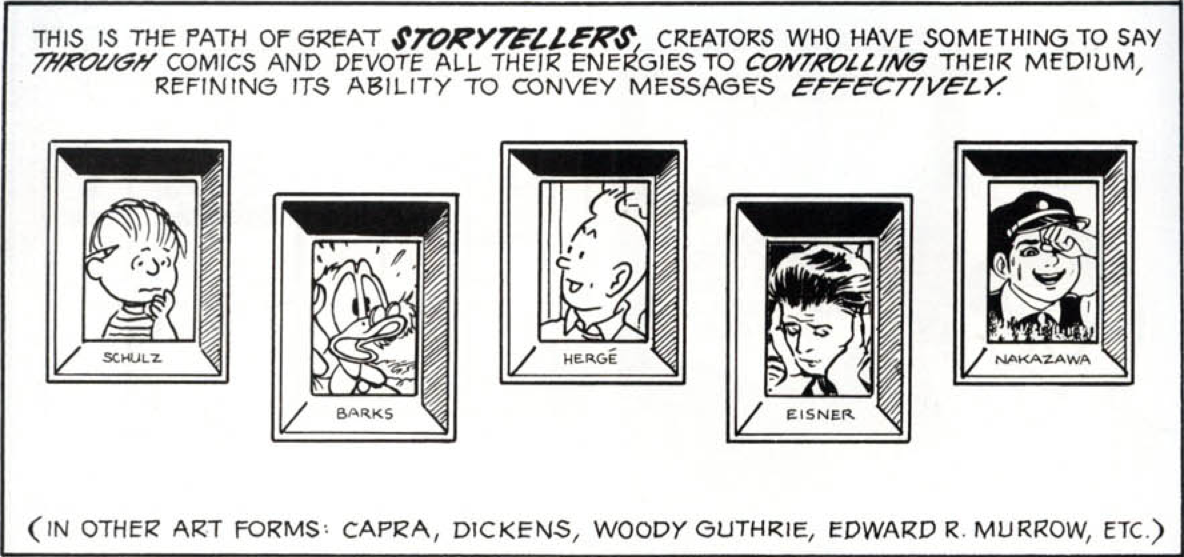 THIS IS THE PATH OF GREAT STORYTELLERS, CREATORS WHO HAVE SOMETHING TO SAY
THROUGH COMICS AND DEVOTE ALL THEIR ENERGIES TO CONTROLLING THEIR MEDIUM,
REFINING ITS ABILITY TO CONVEY MESSAGES EFFECTIVELY.
SCHULZ
BARKS
HERGÉ
EISNER
NAKAZAWA
(IN OTHER ART FORMS: CAPRA, DICKENS, WOODY GUTHRIE, EDWARD R. MURROW, ETC.)